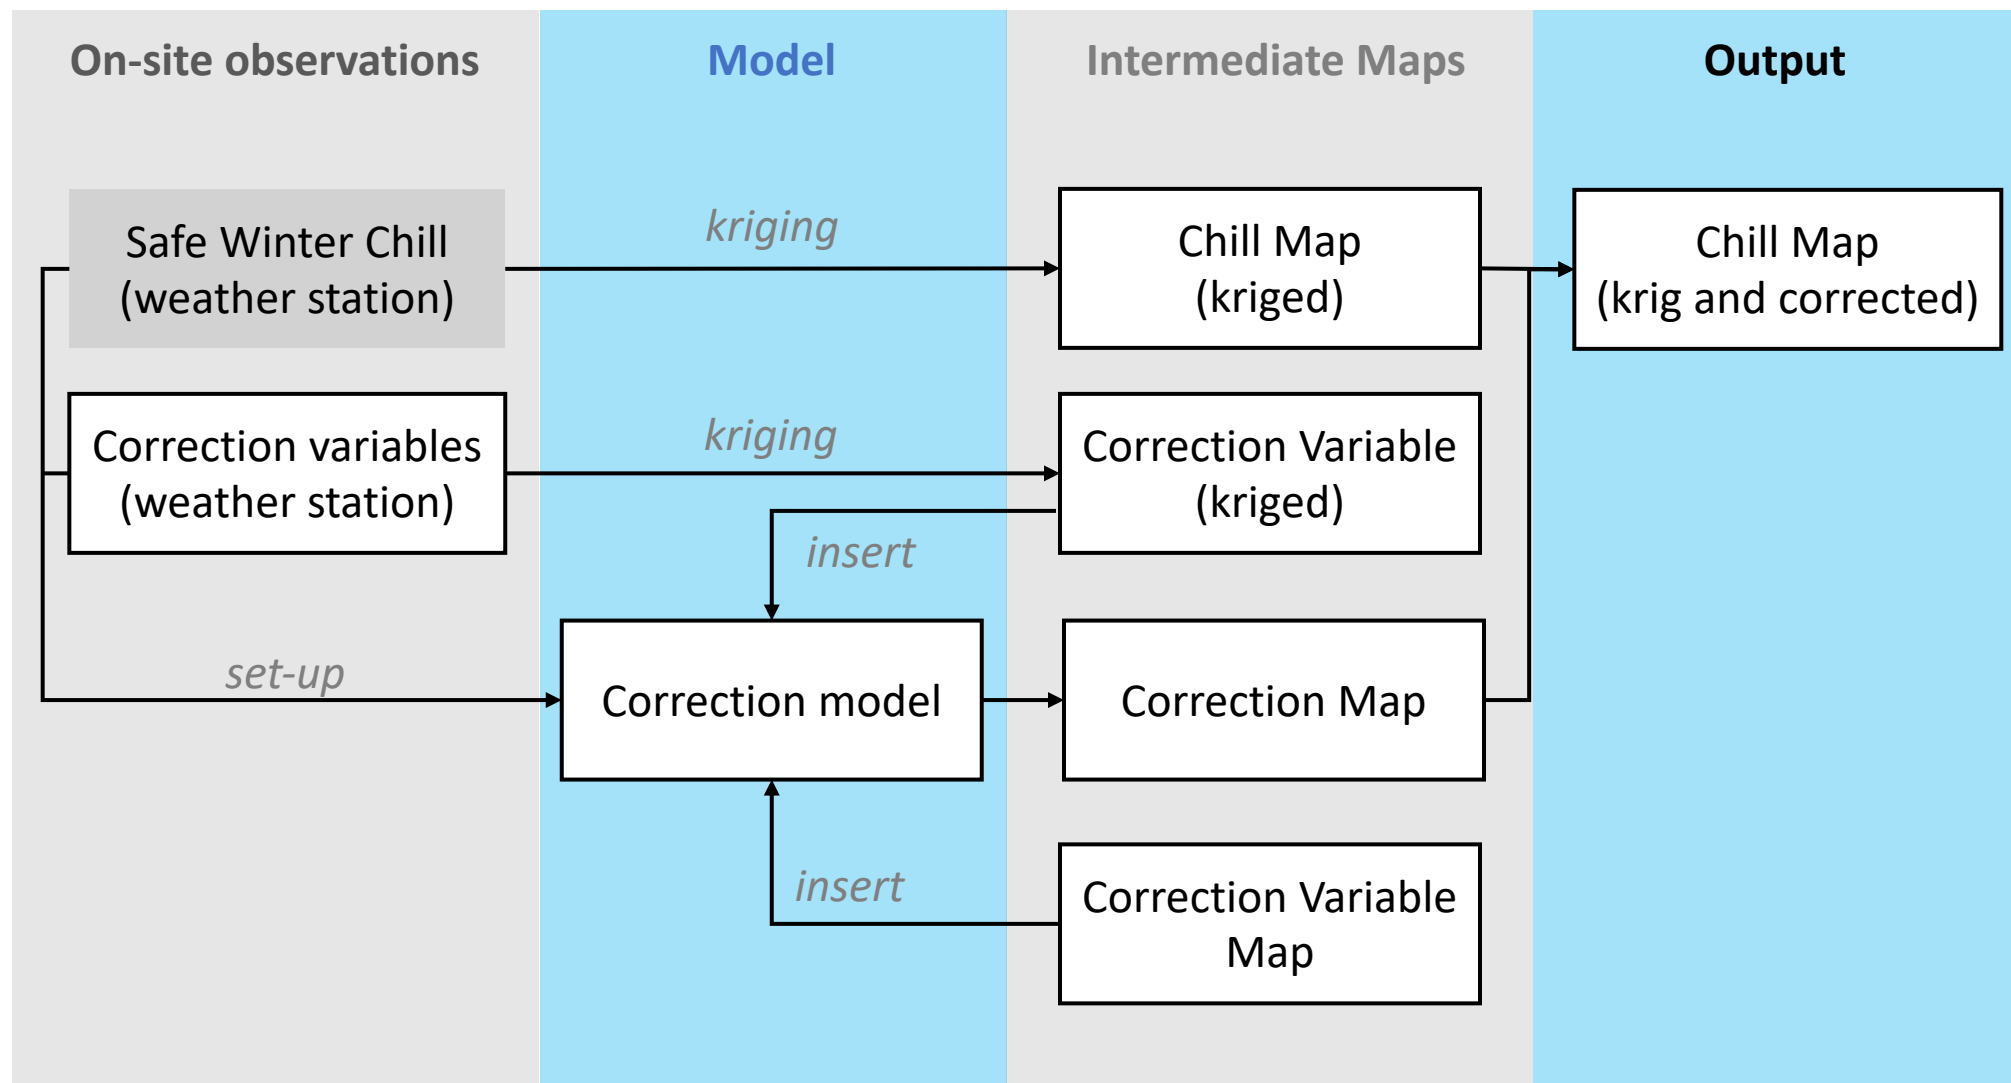 On-site observations
Model
Intermediate Maps
Output
Safe Winter Chill
(weather station)
kriging
Chill Map
(kriged)
Chill Map
(krig and corrected)
Correction variables
(weather station)
kriging
Correction Variable
(kriged)
insert
set-up
Correction model
Correction Map
insert
Correction Variable
Map